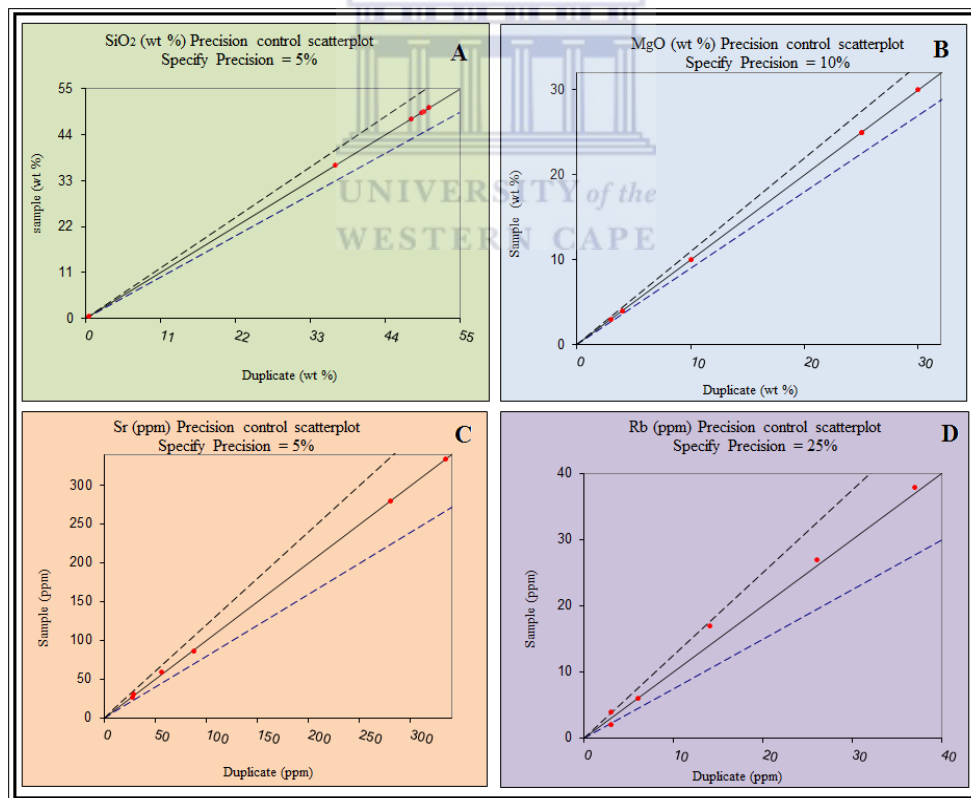 SiO2 (wt %) Precision control scatterplot
Specify Precision = 5%
A
55
44
33
22
11
0
sample (wt %)
0 11 22 33 44 55
Duplicate (wt %)
MgO (wt %) Precision control scatterplot
Specify Precision = 10%
B
30
20
10
0
Sample (wt %)
0 10 20 30
Duplicate (wt %)
UNIVERSITY of the
WESTERN CAPE
Sr (ppm) Precision control scatterplot
Specify Precision = 5%
C
300
250
200
150
100
50
0
Sample (ppm)
0 50 100 150 200 250 300
Duplicate (ppm)
Rb (ppm) Precision control scatterplot
Specify Precision = 25%
D
40
30
20
10
0
Sample (ppm)
0 10 20 30 40
Duplicate (ppm)